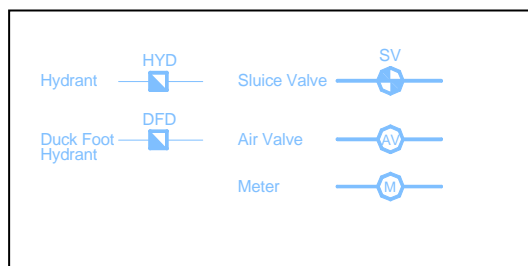 HYD
Hydrant
DFD
Duck Foot
Hydrant
SV
Sluice Valve
Air Valve
AV
Meter
M